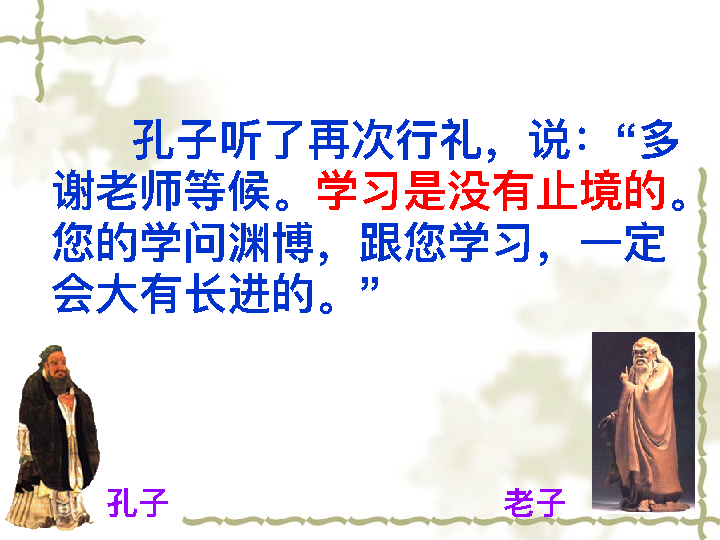 孔子听了再次行礼，说：“多
谢老师等候。学习是没有止境的。
您的学问渊博，跟您学习，一定
会大有长进的。”
孔子
老子